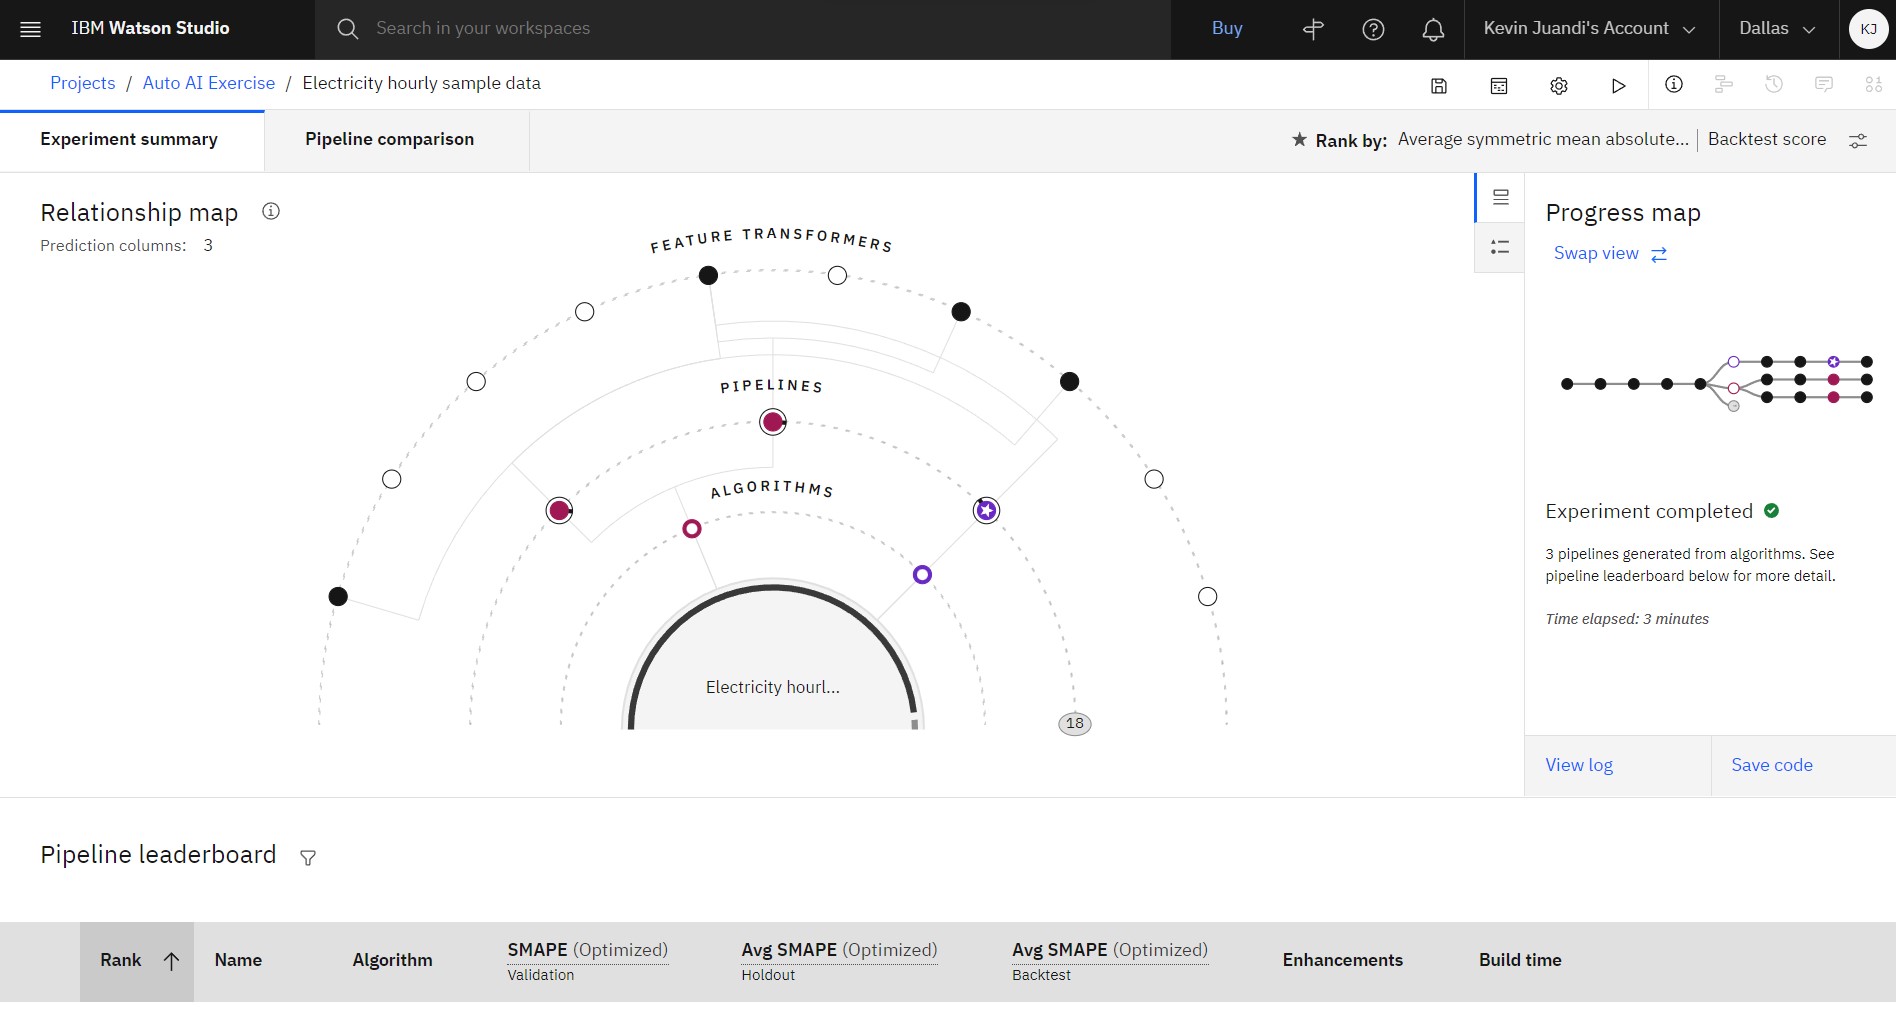 IBM Watson Studio
Search in your workspaces
Buy
Kevin Juandi's Account
Dallas
KJ
Projects / Auto AI Exercise / Electricity hourly sample data
Experiment summary
Pipeline comparison
Rank by: Average symmetric mean absolute... | Backtest score
Relationship map
Prediction columns: 3
FEATURE TRANSFORMERS
PIPELINES
ALGORITHMS
Electricity hourl...
18
Progress map
Swap view
Experiment completed
3 pipelines generated from algorithms. See
pipeline leaderboard below for more detail.
Time elapsed: 3 minutes
View log
Save code
Pipeline leaderboard
Rank
Name
Algorithm
SMAPE (Optimized)
Validation
Avg SMAPE (Optimized)
Holdout
Avg SMAPE (Optimized)
Backtest
Enhancements
Build time